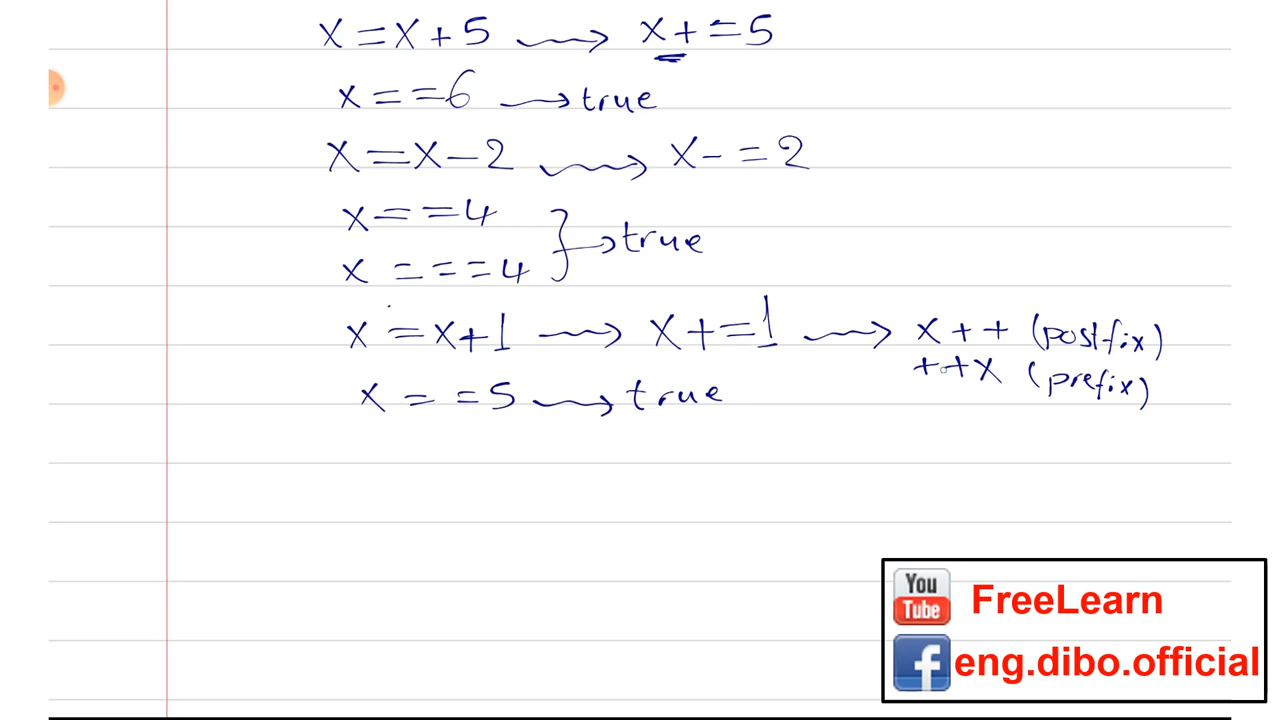 x = x + 5 → x + = 5
x = = 6 → true
x = x - 2 → x - = 2
x = = 4
x = = = 4 } → true
x = x + 1 → x + = 1 → x + + (postfix)
+ + x (prefix)
x = = 5 → true
You Tube FreeLearn
f eng.dibo.official